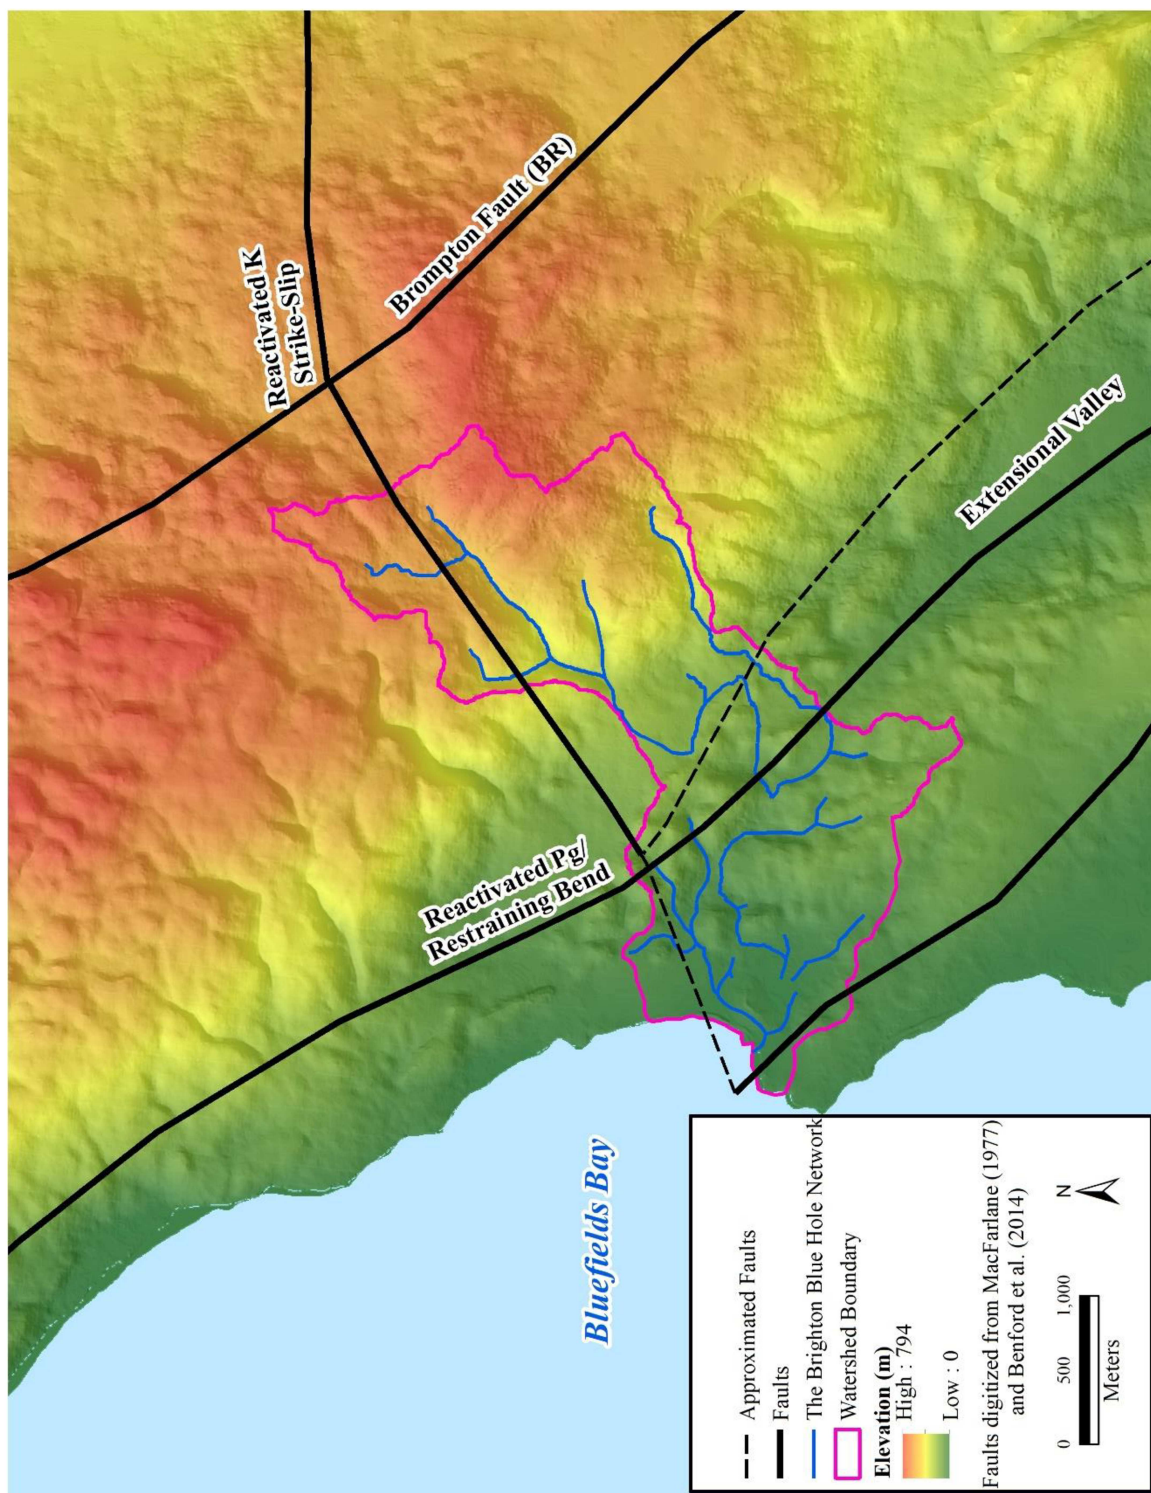 Reactivated K
Strike-Slip
Brompton Fault (BR)
Reactivated Pg/
Restraining Bend
Extensional Valley
Bluefields Bay
Approximated Faults
Faults
The Brighton Blue Hole Network
Watershed Boundary
Elevation (m)
High : 794
Low : 0
Faults digitized from MacFarlane (1977)
and Benford et al. (2014)
0 500 1,000
Meters
N